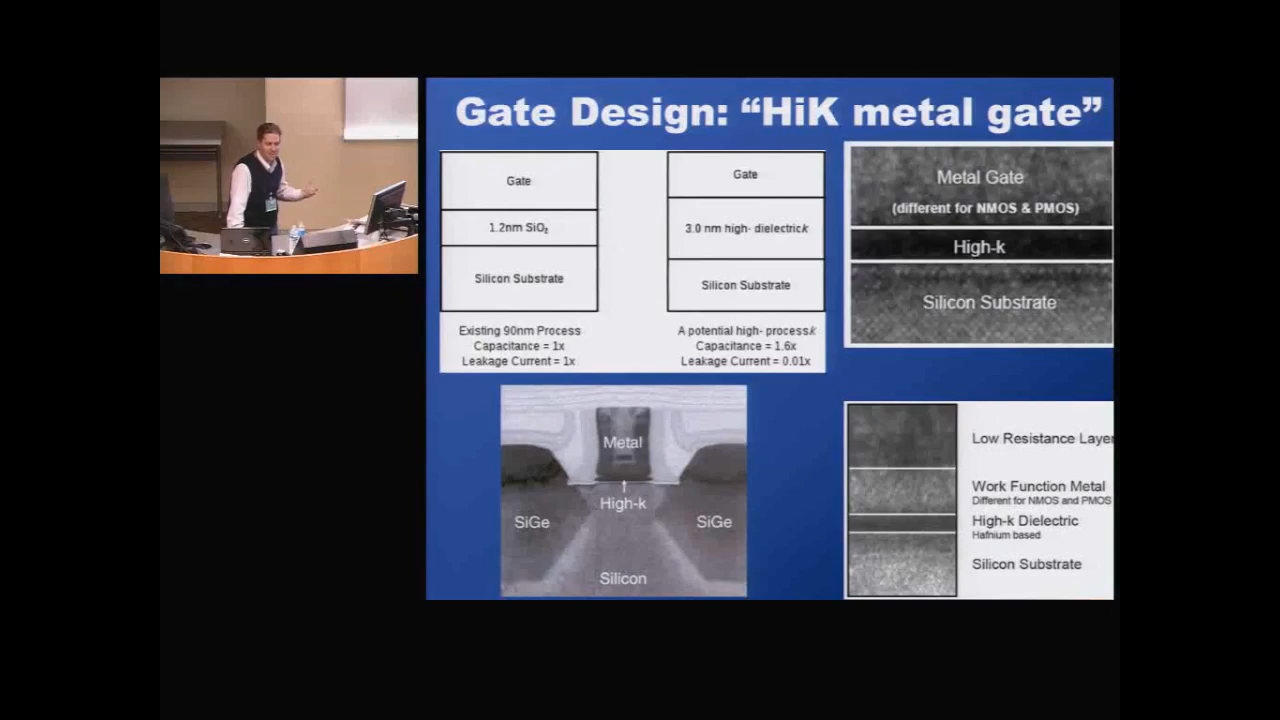 Gate Design: “HiK metal gate”
Gate
1.2nm SiO₂
Silicon Substrate
Existing 90nm Process
Capacitance = 1x
Leakage Current = 1x
Gate
3.0 nm high- dielectrick
Silicon Substrate
A potential high- processk
Capacitance = 1.6x
Leakage Current = 0.01x
Metal Gate
(different for NMOS & PMOS)
High-k
Silicon Substrate
Metal
High-k
SiGe
SiGe
Silicon
Low Resistance Layer
Work Function Metal
Different for NMOS and PMOS
High-k Dielectric
Hafnium based
Silicon Substrate